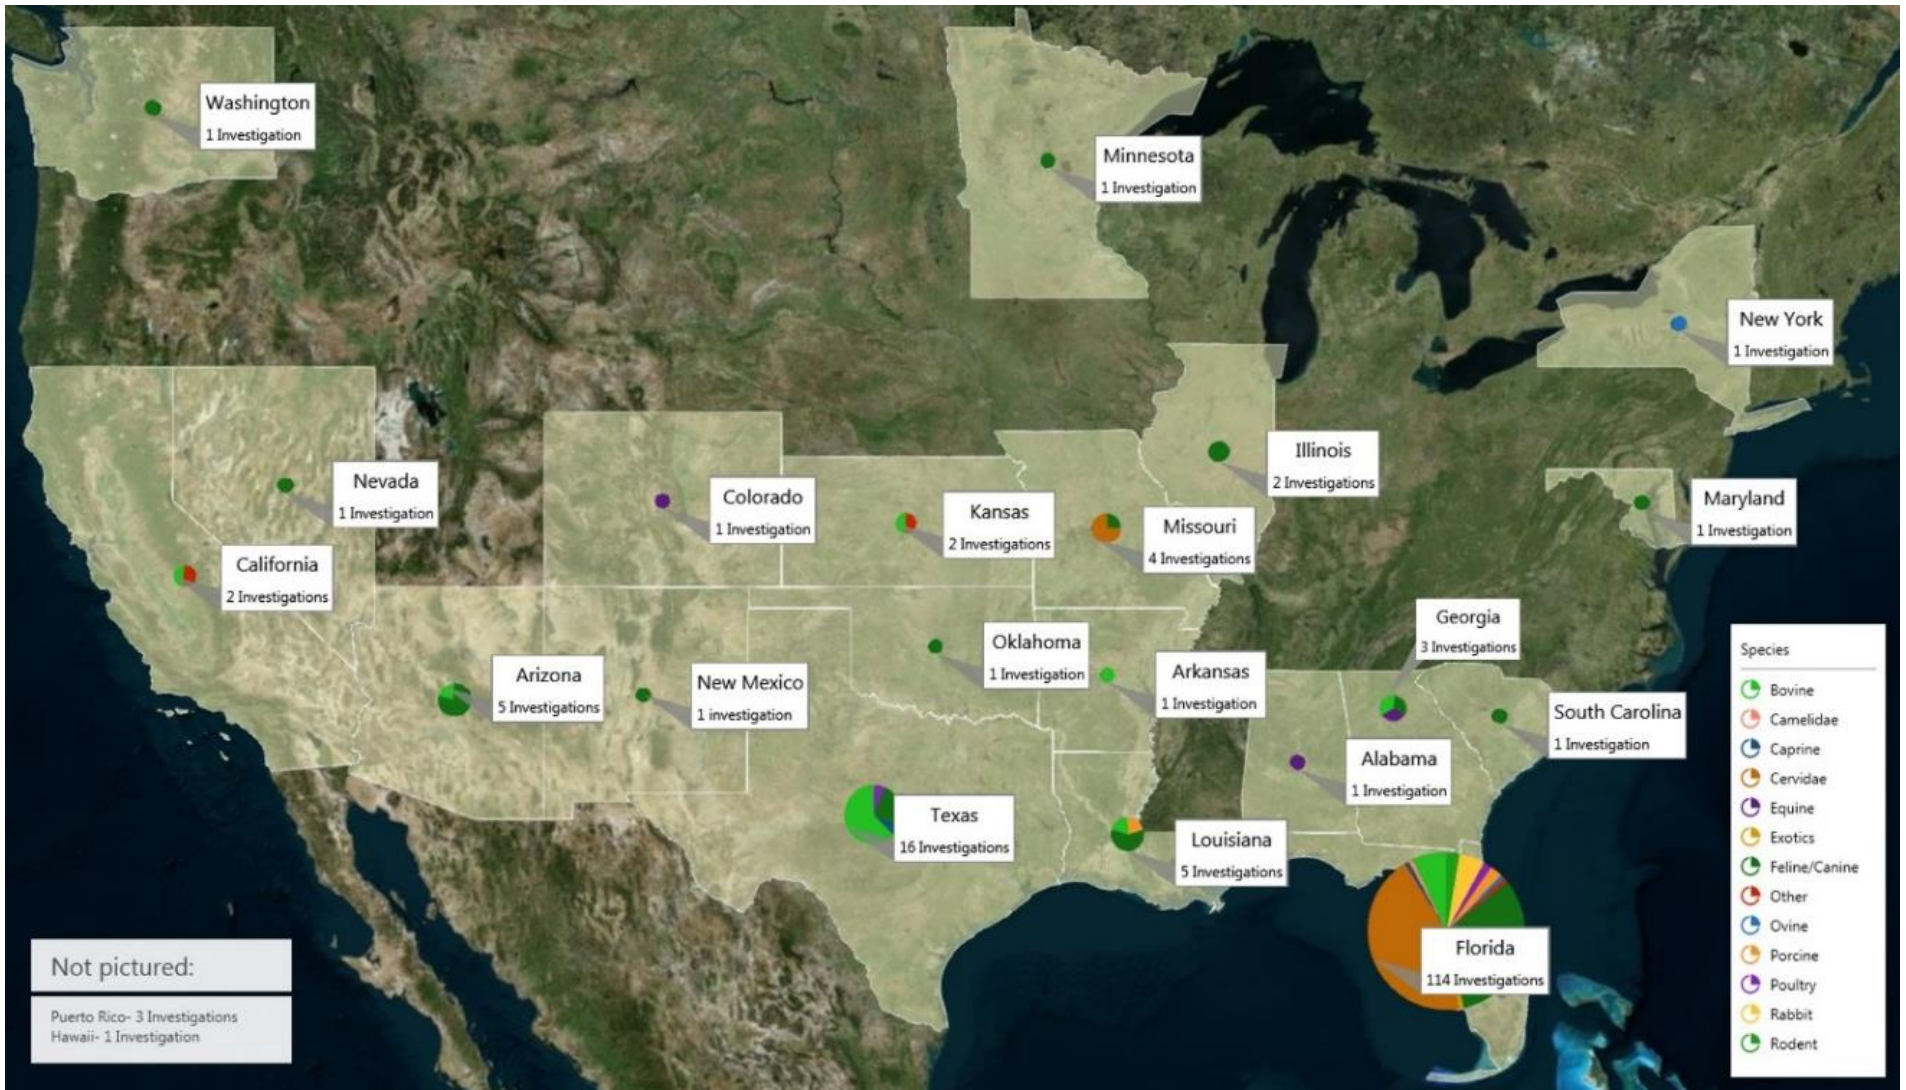 Washington
1 Investigation
Minnesota
1 Investigation
New York
1 Investigation
Illinois
2 Investigations
Nevada
1 Investigation
Colorado
1 Investigation
Kansas
2 Investigations
Missouri
4 Investigations
Maryland
1 Investigation
California
2 Investigations
Georgia
3 Investigations
Oklahoma
1 Investigation
Arizona
5 Investigations
New Mexico
1 investigation
Arkansas
1 Investigation
South Carolina
1 Investigation
Alabama
1 Investigation
Texas
16 Investigations
Louisiana
5 Investigations
Florida
114 Investigations
Not pictured:
Puerto Rico- 3 Investigations
Hawaii- 1 Investigation
Species
Bovine
Camelidae
Caprine
Cervidae
Equine
Exotics
Feline/Canine
Other
Ovine
Porcine
Poultry
Rabbit
Rodent